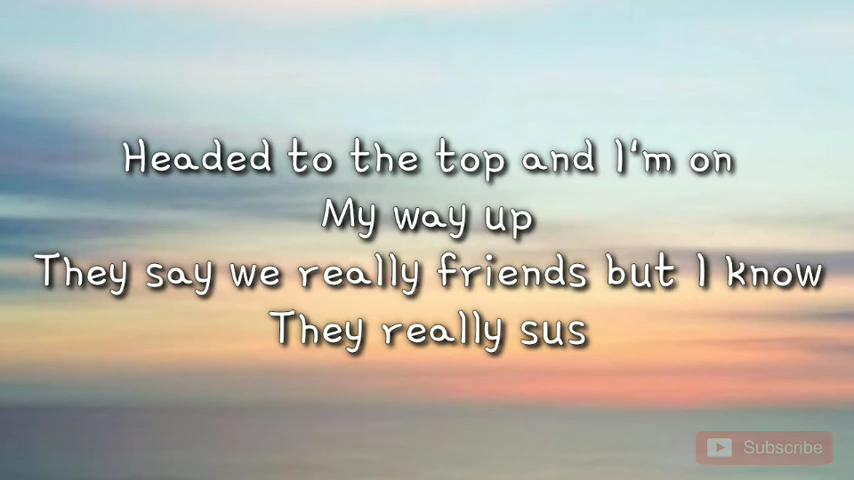 Headed to the top and I'm on
My way up
They say we really friends but I know
They really sus
Subscribe